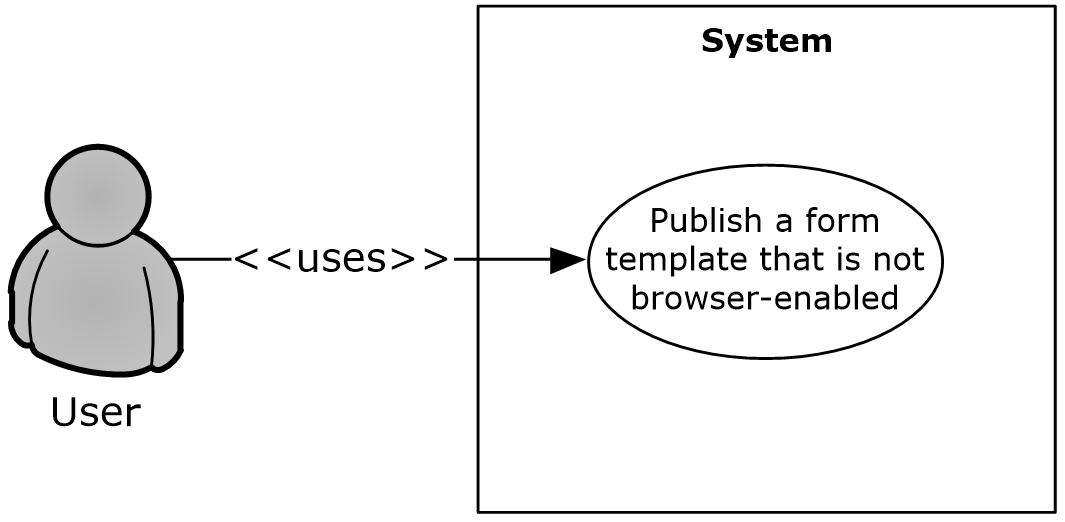 System
Publish a form
template that is not
browser-enabled
<<uses>>
User